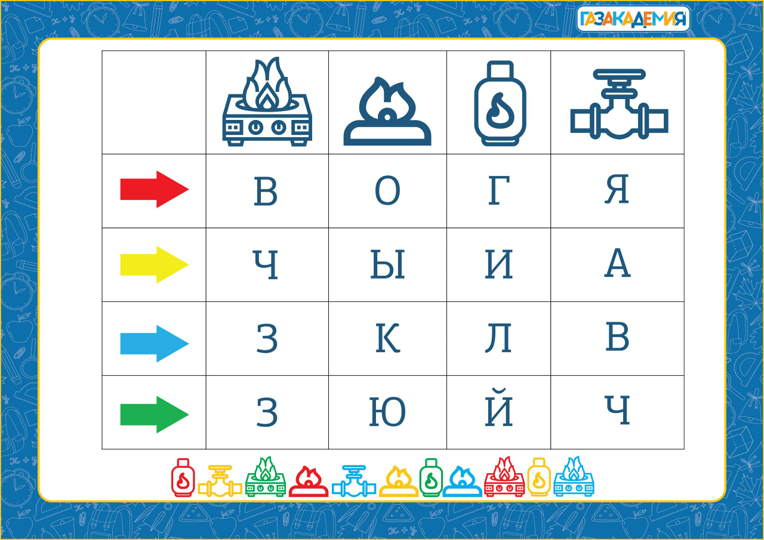 ГАЗАКАДЕМИЯ
В О Г Я
Ч Ы И А
З К Л В
З Ю Й Ч